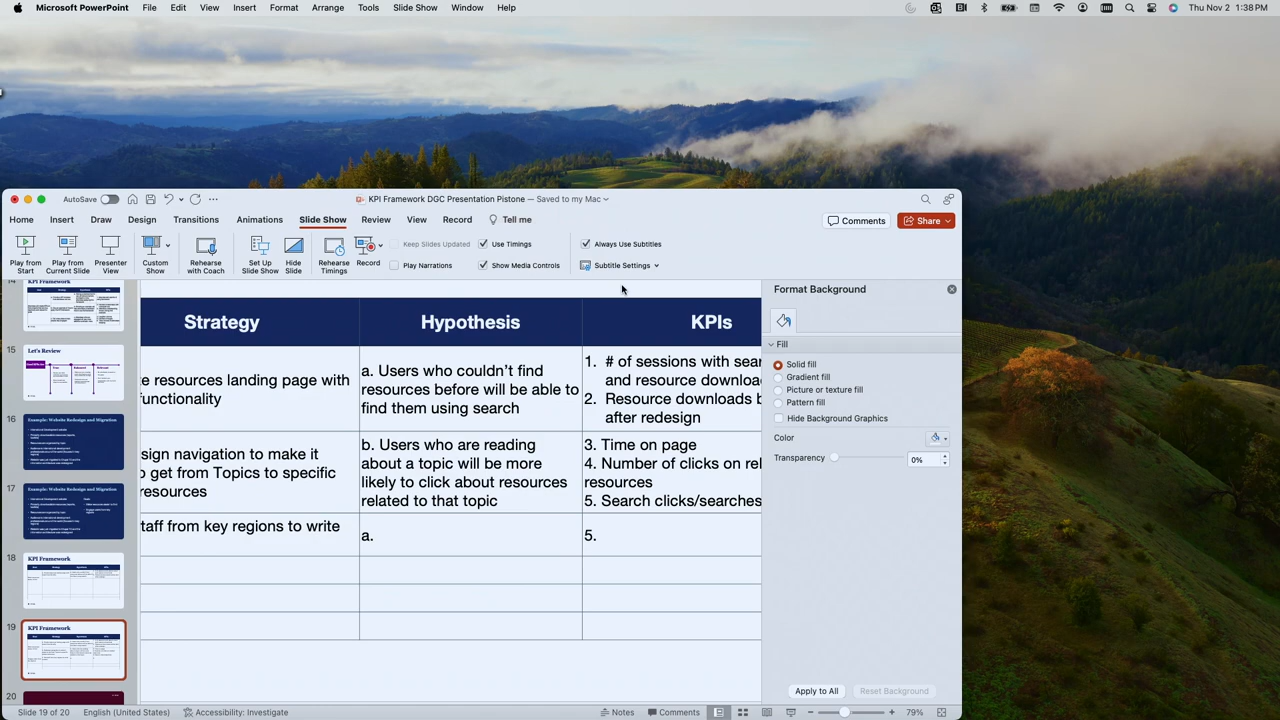 Microsoft PowerPoint File Edit View Insert Format Arrange Tools Slide Show Window Help Thu Nov 2 1:38 PM
AutoSave KPI Framework DGC Presentation Pistone — Saved to my Mac
Home Insert Draw Design Transitions Animations Slide Show Review View Record Tell me Comments Share
Play from Start
Play from Current Slide
Presenter View
Custom Show
Rehearse with Coach
Set Up Slide Show
Hide Slide
Rehearse Timings
Record
Keep Slides Updated
Play Narrations
Use Timings
Show Media Controls
Always Use Subtitles
Subtitle Settings
14
KPI Framework
15
Let's Review
16
Example: Website Redesign and Migration
17
Example: Website Redesign and Migration
18
KPI Framework
19
KPI Framework
20
Strategy Hypothesis KPIs
e resources landing page with
functionality
a. Users who couldn't find
resources before will be able to
find them using search
1. # of sessions with sea
and resource downloa
2. Resource downloads b
after redesign
sign navigation to make it
o get from Topics to specific
resources
b. Users who are reading
about a topic will be more
likely to click about resources
related to that topic
3. Time on page
4. Number of clicks on rel
resources
5. Search clicks/searches
taff from key regions to write
a.
5.
Format Background
Fill
Solid fill
Gradient fill
Picture or texture fill
Pattern fill
Hide Background Graphics
Color
Transparency 0%
Apply to All Reset Background
Slide 19 of 20 English (United States) Accessibility: Investigate Notes Comments 79%